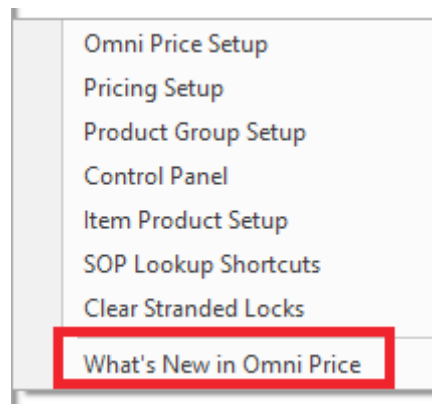 Omni Price Setup
Pricing Setup
Product Group Setup
Control Panel
Item Product Setup
SOP Lookup Shortcuts
Clear Stranded Locks
What's New in Omni Price